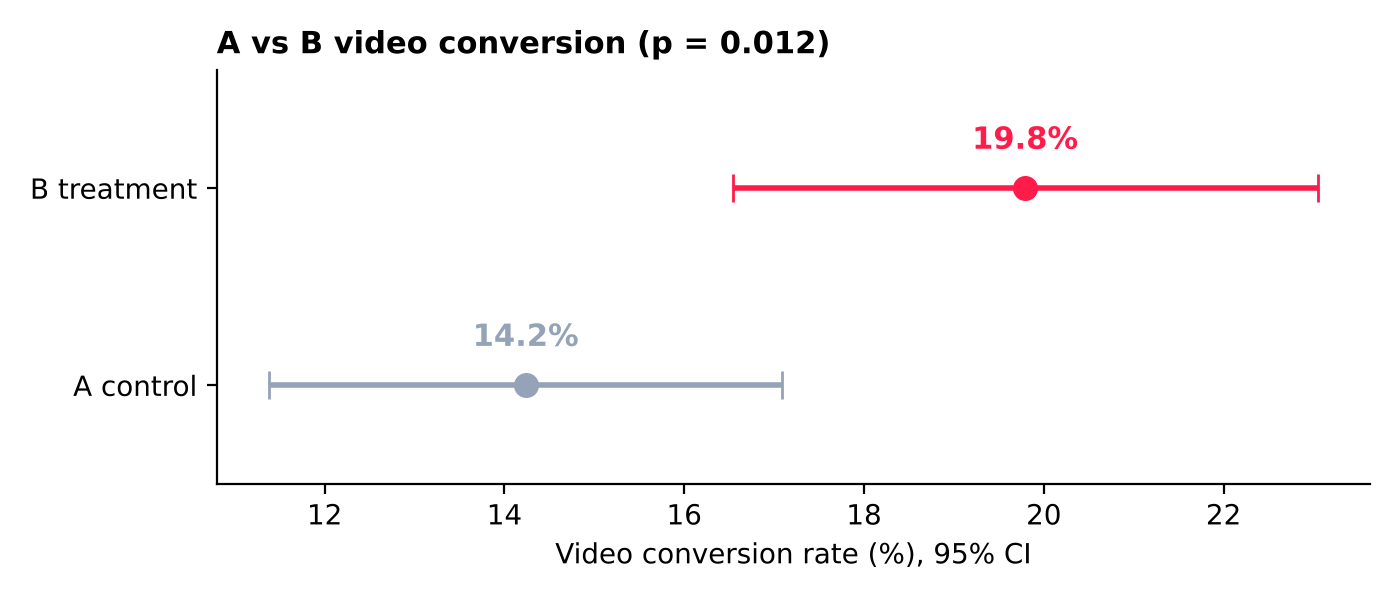 A vs B video conversion (p = 0.012)
19.8%
B treatment
14.2%
A control
12 14 16 18 20 22
Video conversion rate (%), 95% CI